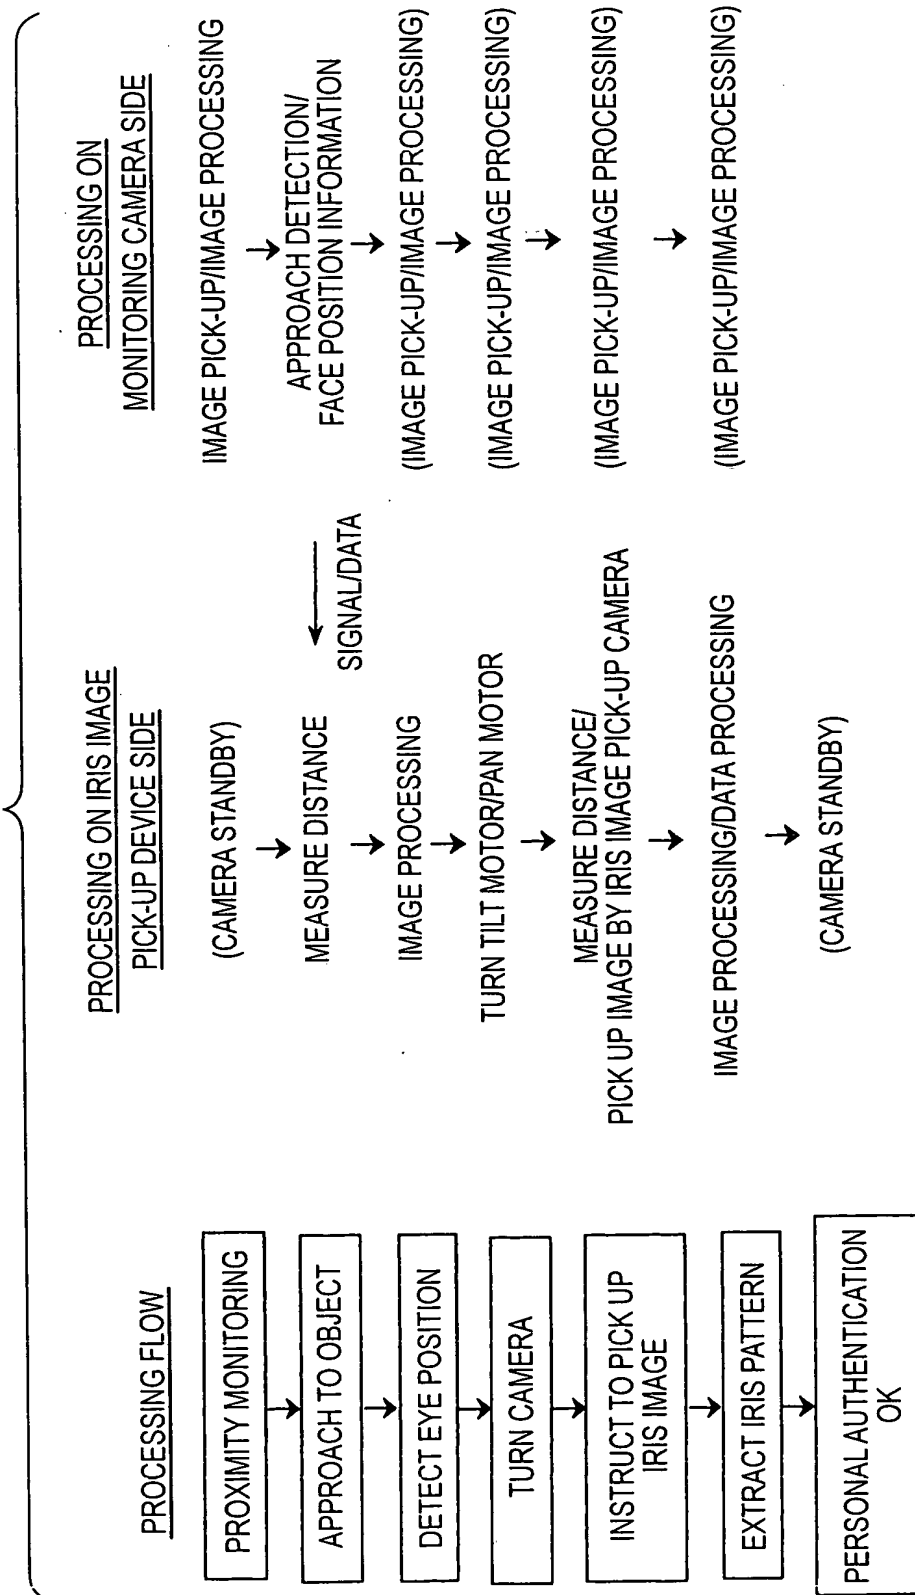 PROCESSING FLOW
PROXIMITY MONITORING
APPROACH TO OBJECT
DETECT EYE POSITION
TURN CAMERA
INSTRUCT TO PICK UP
IRIS IMAGE
EXTRACT IRIS PATTERN
PERSONAL AUTHENTICATION
OK
PROCESSING ON IRIS IMAGE
PICK-UP DEVICE SIDE
(CAMERA STANDBY)
MEASURE DISTANCE
IMAGE PROCESSING
TURN TILT MOTOR/PAN MOTOR
MEASURE DISTANCE/
PICK UP IMAGE BY IRIS IMAGE PICK-UP CAMERA
IMAGE PROCESSING/DATA PROCESSING
(CAMERA STANDBY)
SIGNAL/DATA
PROCESSING ON
MONITORING CAMERA SIDE
IMAGE PICK-UP/IMAGE PROCESSING
APPROACH DETECTION/
FACE POSITION INFORMATION
(IMAGE PICK-UP/IMAGE PROCESSING)
(IMAGE PICK-UP/IMAGE PROCESSING)
(IMAGE PICK-UP/IMAGE PROCESSING)
(IMAGE PICK-UP/IMAGE PROCESSING)